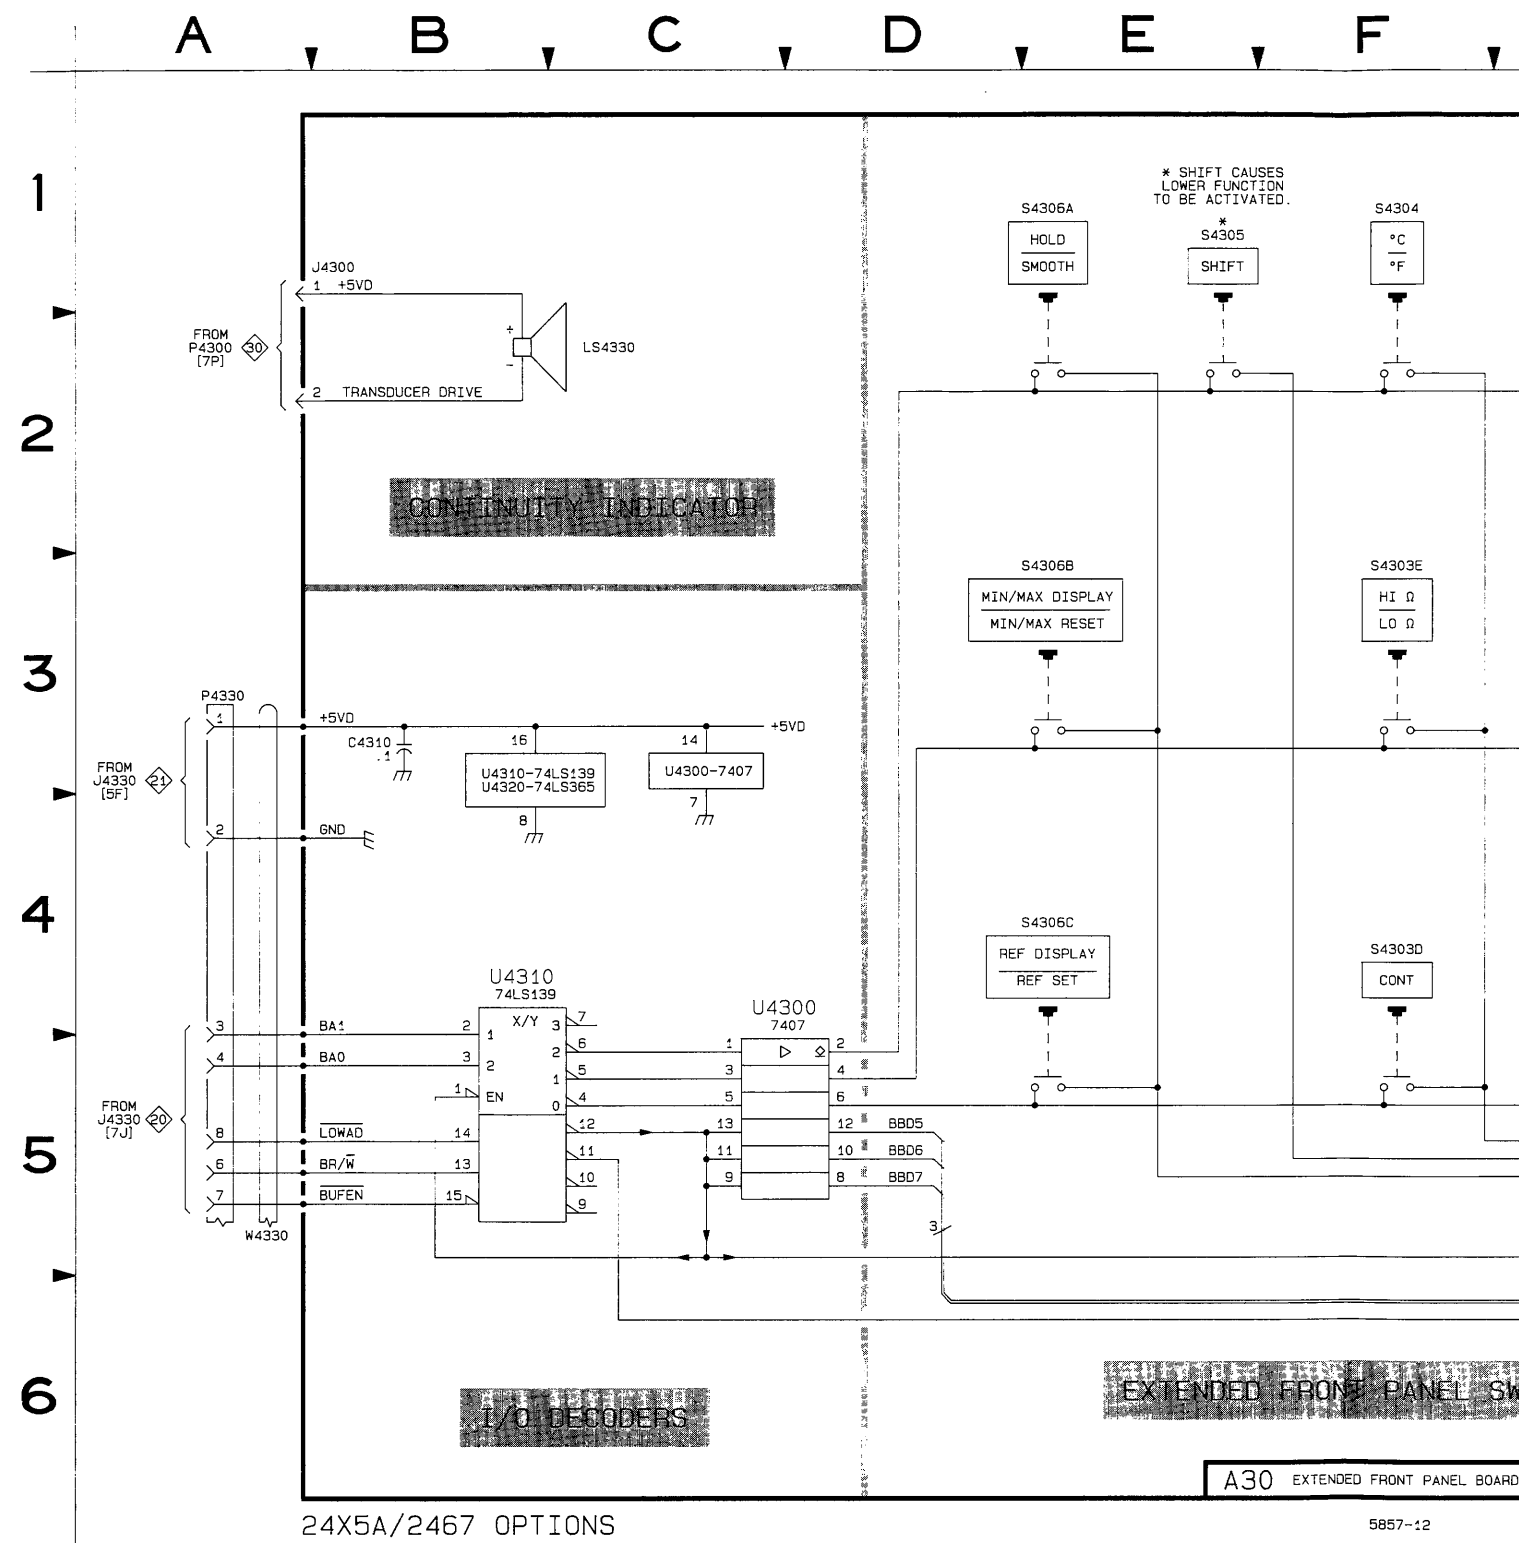 A B C D E F
1
2
3
4
5
6
* SHIFT CAUSES
LOWER FUNCTION
TO BE ACTIVATED.
*
S4306A
HOLD
SMOOTH
S4305
SHIFT
S4304
°C
°F
J4300
1 +5VD
FROM
P4300
[7P]
30
+
-
LS4330
2 TRANSDUCER DRIVE
CONTINUITY INDICATOR
S4306B
MIN/MAX DISPLAY
MIN/MAX RESET
S4303E
HI Ω
LO Ω
P4330
1 +5VD
+5VD
C4310
.1
16
U4310-74LS139
U4320-74LS365
8
14
U4300-7407
7
FROM
J4330
[5F]
21
2 GND
S4306C
REF DISPLAY
REF SET
S4303D
CONT
U4310
74LS139
X/Y
U4300
7407
3 BA1 2 1
4 BA0 3 2
1 EN
3 7
2 6
1 5
0 4
12
11
10
9
1 ▷ 2
3 4
5 6
13 12 BBD5
11 10 BBD6
9 8 BBD7
3
FROM
J4330
[7J]
20
8 LOWAD 14
6 BR/W̅ 13
7 BUFEN 15
W4330
I/O DECODERS
EXTENDED FRONT PANEL SW
A30 EXTENDED FRONT PANEL BOARD
24X5A/2467 OPTIONS
5857-12